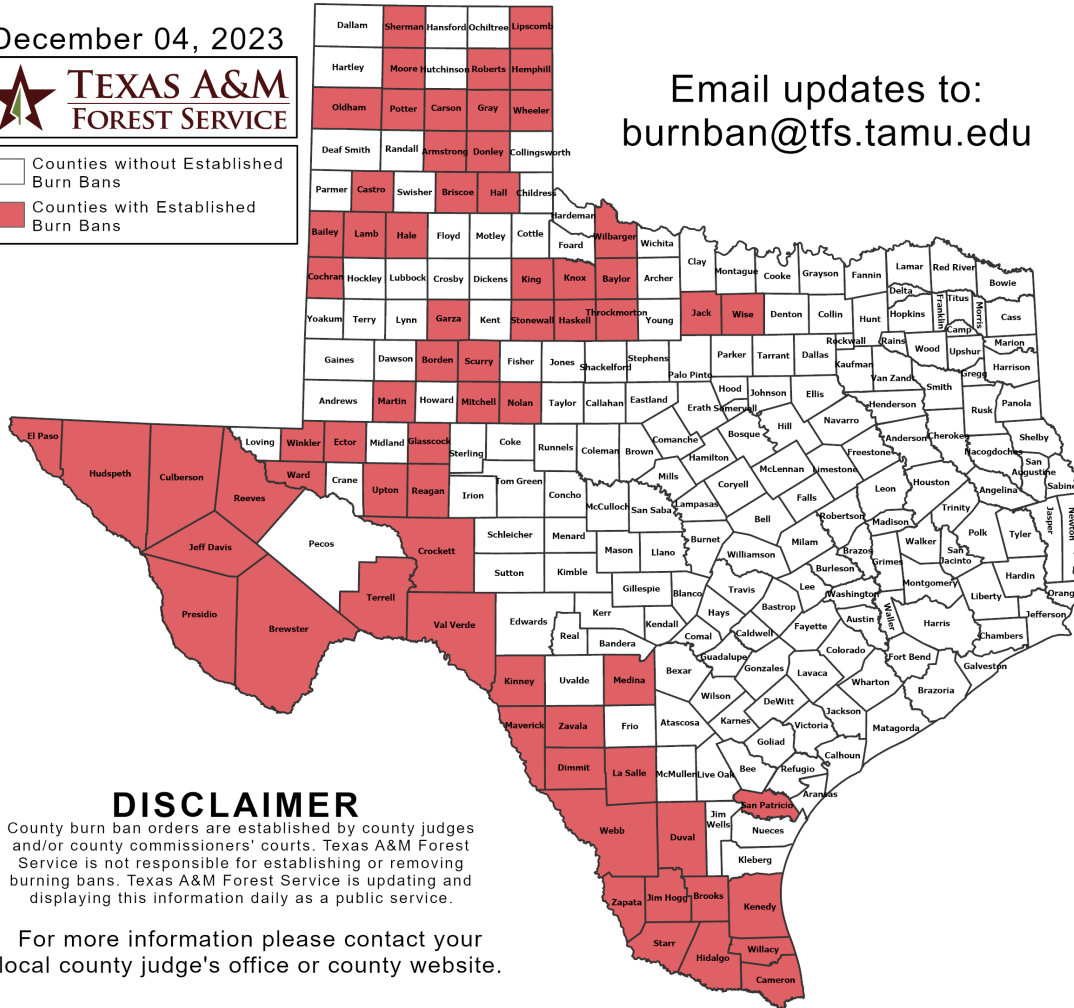 December 04, 2023
TEXAS A&M
FOREST SERVICE
Counties without Established
Burn Bans
Counties with Established
Burn Bans
Email updates to:
burnban@tfs.tamu.edu
Dallam Sherman Hansford Ochiltree Lipscomb
Hartley Moore Hutchinson Roberts Hemphill
Oldham Potter Carson Gray Wheeler
Deaf Smith Randall Armstrong Donley Collingsworth
Parmer Castro Swisher Briscoe Hall Childress
Hardeman
Bailey Lamb Hale Floyd Motley Cottle Foard Wilbarger Wichita
Clay Montague Cooke Grayson Fannin Lamar Red River Bowie
Cochran Hockley Lubbock Crosby Dickens King Knox Baylor Archer
Delta Titus Franklin Morris Hopkins Cass Camp
Yoakum Terry Lynn Garza Kent Stonewall Haskell Throckmorton Young Jack Wise Denton Collin Hunt
Rockwall Rains Wood Upshur Marion
Gaines Dawson Borden Scurry Fisher Jones Shackelford Stephens Palo Pinto Parker Tarrant Dallas Kaufman Van Zandt Smith Gregg Harrison
Andrews Martin Howard Mitchell Nolan Taylor Callahan Eastland Erath Hood Somervell Johnson Ellis Henderson Rusk Panola
El Paso Hudspeth Culberson Reeves Loving Winkler Ector Midland Glasscock Sterling Coke Runnels Coleman Brown Comanche Hamilton Bosque Hill Navarro Freestone Anderson Cherokee Nacogdoches Shelby
San Augustine Sabine
Ward Crane Upton Reagan Irion Tom Green Concho McCulloch San Saba Mills Lampasas Coryell McLennan Limestone Falls Leon Houston Angelina Trinity
Jasper Newton
Jeff Davis Pecos Crockett Schleicher Menard Mason Llano Burnet Bell Milam Robertson Madison Brazos Grimes Walker San Jacinto Polk Tyler
Presidio Brewster Terrell Val Verde Sutton Kimble Gillespie Blanco Williamson Travis Lee Burleson Washington Montgomery Liberty Hardin Orang
Edwards Real Kerr Bandera Kendall Comal Hays Caldwell Bastrop Fayette Austin Waller Harris Chambers Jefferson
Kinney Uvalde Medina Bexar Guadalupe Gonzales Lavaca Colorado Wharton Fort Bend Brazoria Galveston
Maverick Zavala Frio Atascosa Wilson Karnes DeWitt Victoria Jackson Matagorda
Dimmit La Salle McMullen Live Oak Bee Goliad Refugio Calhoun Aransas
Webb Duval Jim Wells San Patricio Nueces Kleberg
Zapata Jim Hogg Brooks Kenedy
Starr Hidalgo Willacy Cameron
DISCLAIMER
County burn ban orders are established by county judges
and/or county commissioners' courts. Texas A&M Forest
Service is not responsible for establishing or removing
burning bans. Texas A&M Forest Service is updating and
displaying this information daily as a public service.
For more information please contact your
local county judge's office or county website.